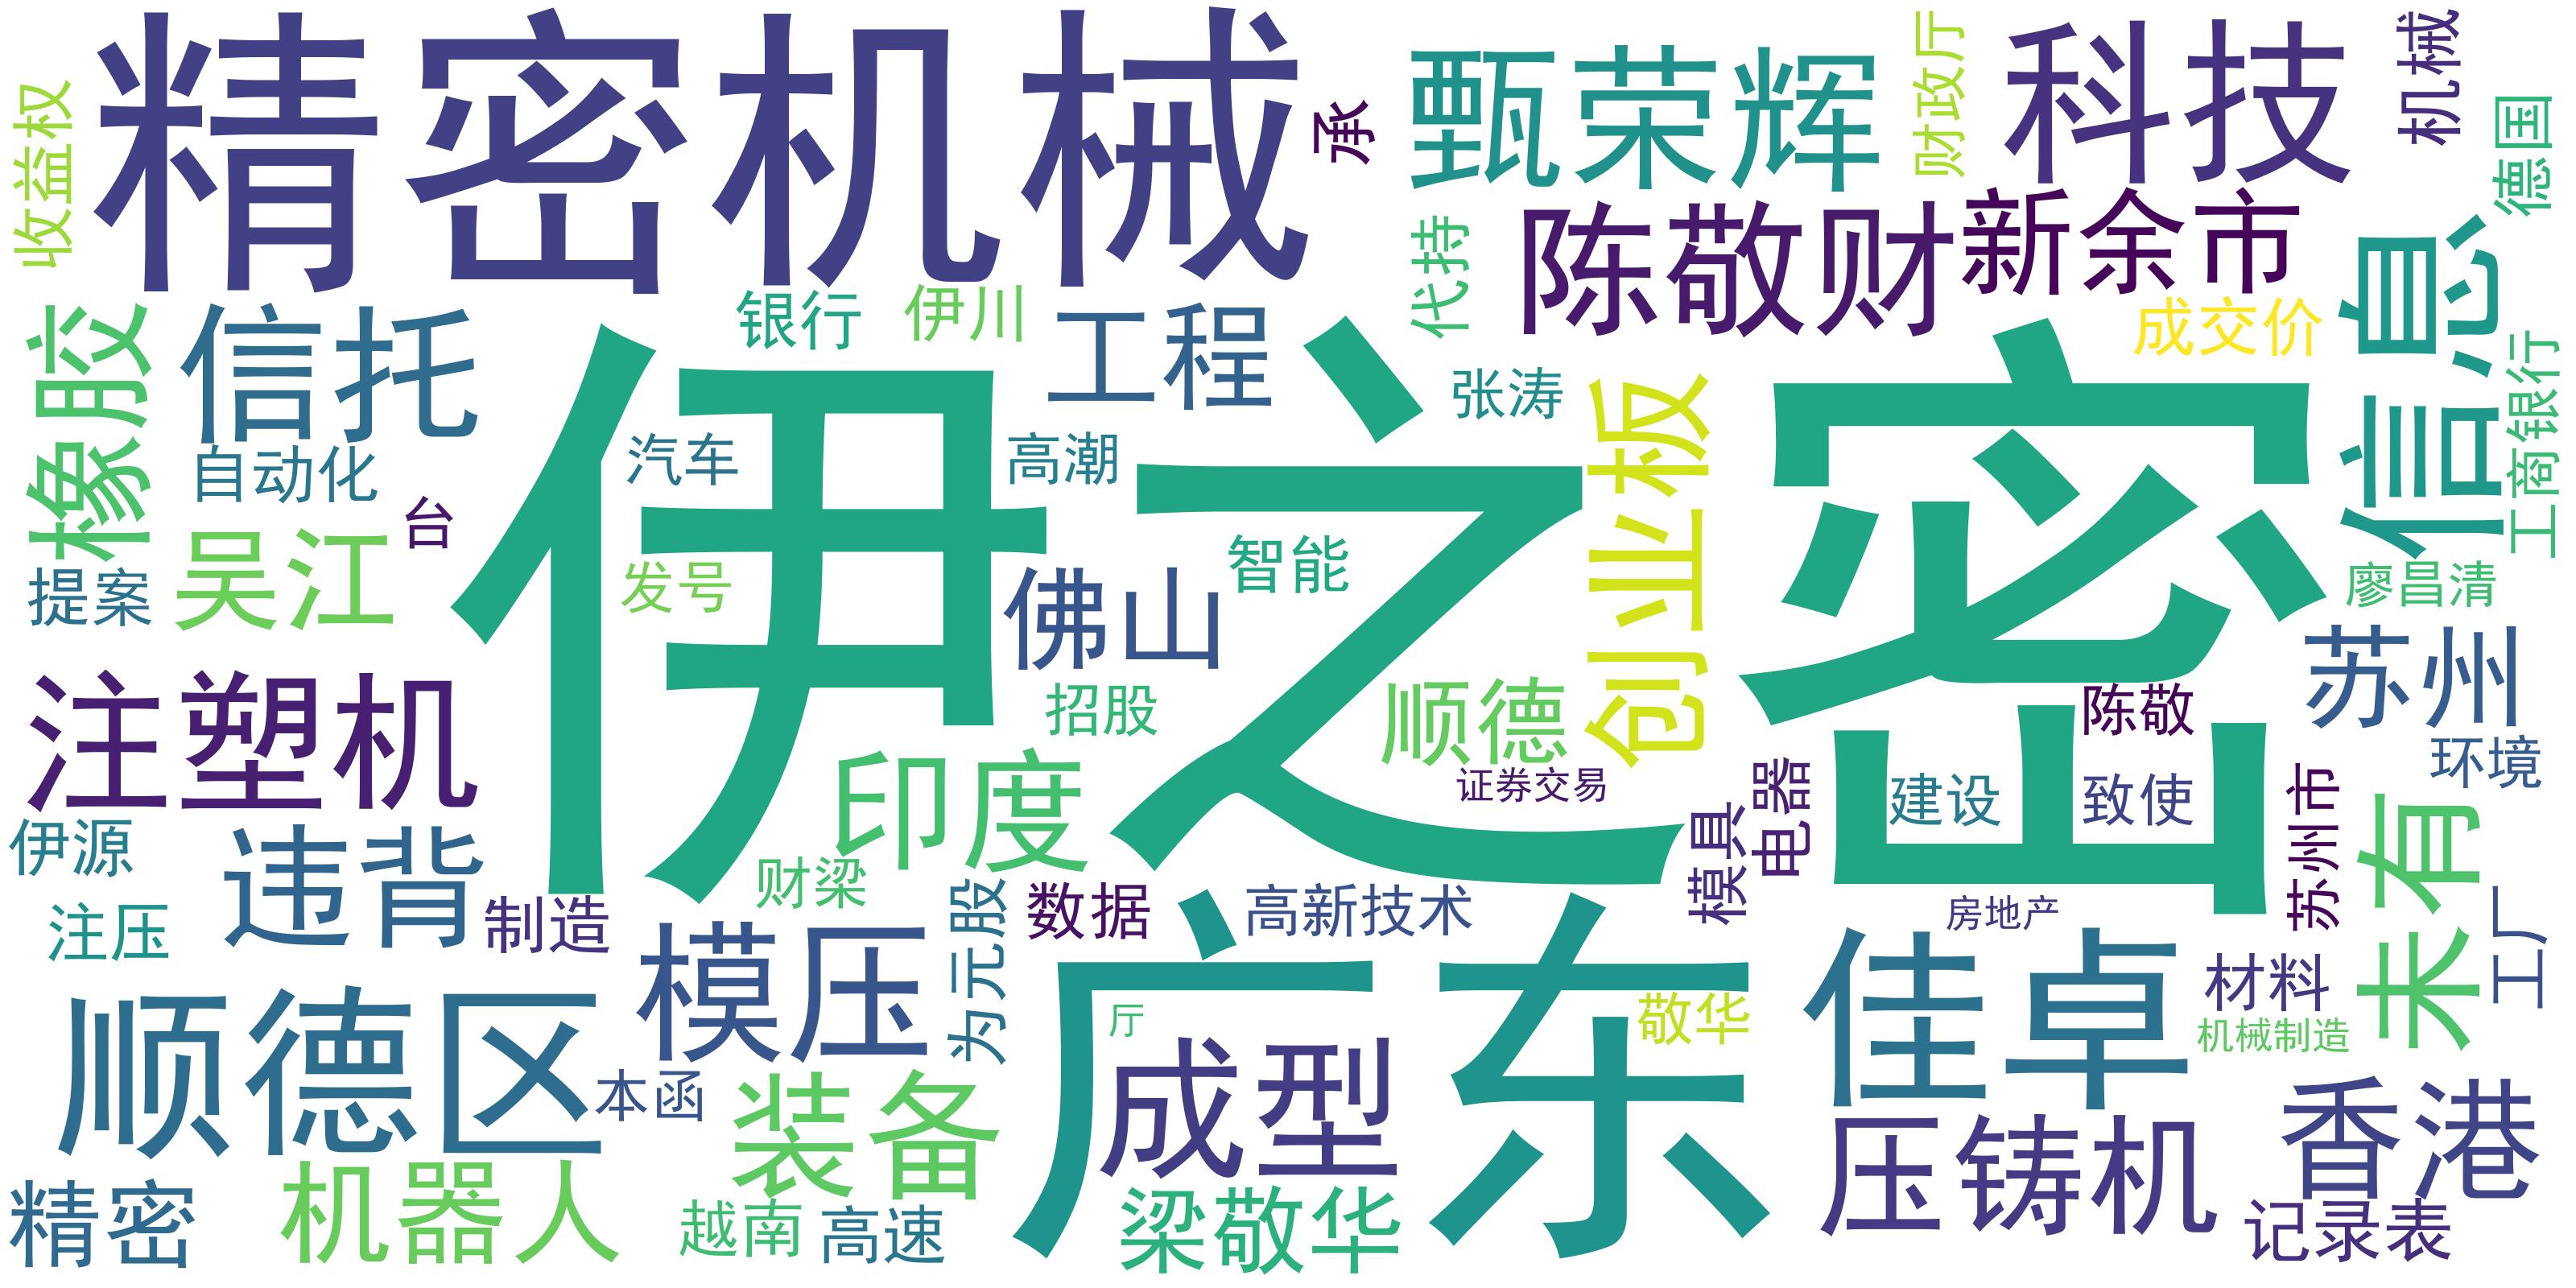 精密机械
承
甄荣辉
财政厅
科技
机械
德国
收益权
代持
陈敬财
新余市
信息
成交价
工商银行
橡胶
信托
银行
伊川
工程
张涛
创业板
伊之密
自动化
汽车
高潮
台
吴江
发号
智能
佛山
提案
廖昌清
苏州
注塑机
招股
顺德
陈敬
环境
印度
证券交易
电器
模具
建设
致使
苏州市
未有
伊源
违背
财梁
制造
注压
为元股
数据
高新技术
房地产
工厂
模压
广东
佳卓
材料
顺德区
厅
敬华
机械制造
本函
装备
成型
压铸机
香港
精密
机器人
越南
高速
梁敬华
记录表